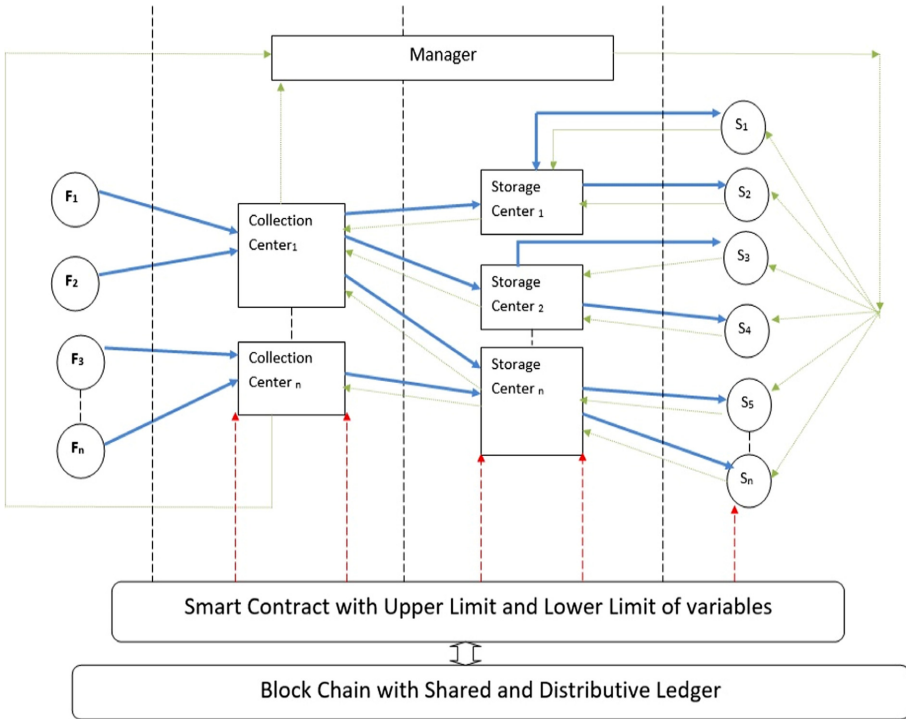 Manager
F1
F2
F3
Fn
Collection
Center1
Collection
Center n
Storage
Center 1
Storage
Center 2
Storage
Center n
S1
S2
S3
S4
S5
Sn
Smart Contract with Upper Limit and Lower Limit of variables
Block Chain with Shared and Distributive Ledger